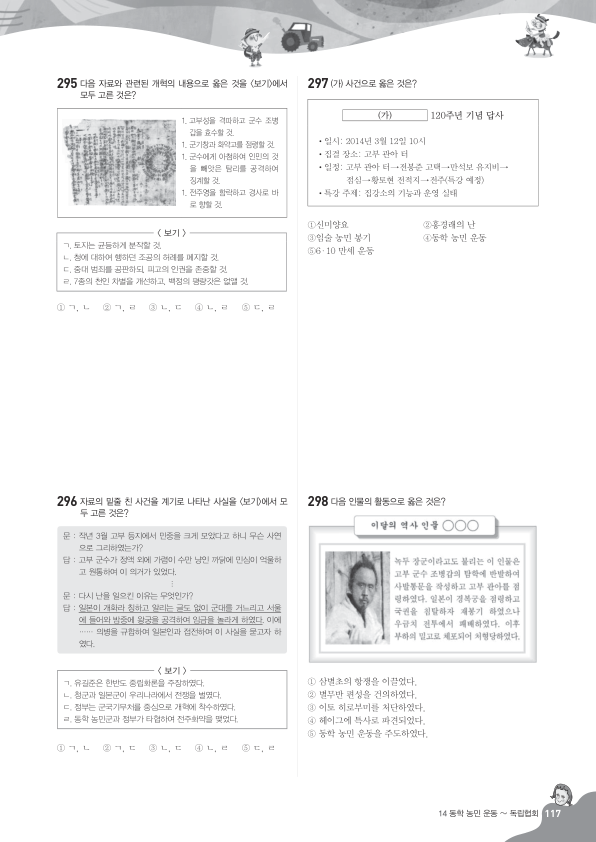 295 다음 자료와 관련된 개혁의 내용으로 옳은 것을 <보기>에서
모두 고른 것은?
1. 고부성을 격파하고 군수 조병
갑을 효수할 것.
1. 군기창과 화약고를 점령할 것.
1. 군수에게 아첨하여 인민의 것
을 빼앗은 탐리를 공격하여
징계할 것.
1. 전주영을 함락하고 경사로 바
로 향할 것.
< 보기 >
ㄱ. 토지는 균등하게 분작할 것.
ㄴ. 청에 대하여 행하던 조공의 허례를 폐지할 것.
ㄷ. 중대 범죄를 공판하되, 피고의 인권을 존중할 것.
ㄹ. 7종의 천인 차별을 개선하고, 백정의 평량갓은 없앨 것.
① ㄱ, ㄴ ② ㄱ, ㄹ ③ ㄴ, ㄷ ④ ㄴ, ㄹ ⑤ ㄷ, ㄹ
296 자료의 밑줄 친 사건을 계기로 나타난 사실을 <보기>에서 모
두 고른 것은?
문 : 작년 3월 고부 등지에서 민중을 크게 모았다고 하니 무슨 사연
으로 그리하였는가?
답 : 고부 군수가 정액 외에 가렴이 수만 냥인 까닭에 민심이 억울하
고 원통하여 이 의거가 있었다.
⋮
문 : 다시 난을 일으킨 이유는 무엇인가?
답 : 일본이 개화라 칭하고 알리는 글도 없이 군대를 거느리고 서울
에 들어와 밤중에 왕궁을 공격하여 임금을 놀라게 하였다. 이에
…… 의병을 규합하여 일본인과 접전하여 이 사실을 묻고자 하
였다.
< 보기 >
ㄱ. 유길준은 한반도 중립화론을 주장하였다.
ㄴ. 청군과 일본군이 우리나라에서 전쟁을 벌였다.
ㄷ. 정부는 군국기무처를 중심으로 개혁에 착수하였다.
ㄹ. 동학 농민군과 정부가 타협하여 전주화약을 맺었다.
① ㄱ, ㄴ ② ㄱ, ㄷ ③ ㄴ, ㄷ ④ ㄴ, ㄹ ⑤ ㄷ, ㄹ
297 (가) 사건으로 옳은 것은?
(가) 120주년 기념 답사
• 일시: 2014년 3월 12일 10시
• 집결 장소: 고부 관아 터
• 일정: 고부 관아 터→전봉준 고택→만석보 유지비→
점심→황토현 전적지→전주(특강 예정)
• 특강 주제: 집강소의 기능과 운영 실태
①신미양요 ②홍경래의 난
③임술 농민 봉기 ④동학 농민 운동
⑤6·10 만세 운동
298 다음 인물의 활동으로 옳은 것은?
이달의 역사 인물 ○○○
녹두 장군이라고도 불리는 이 인물은
고부 군수 조병갑의 탐학에 반발하여
사발통문을 작성하고 고부 관아를 점
령하였다. 일본이 경복궁을 점령하고
국권을 침탈하자 재봉기 하였으나
우금치 전투에서 패배하였다. 이후
부하의 밀고로 체포되어 처형당하였다.
① 삼별초의 항쟁을 이끌었다.
② 별무반 편성을 건의하였다.
③ 이토 히로부미를 처단하였다.
④ 헤이그에 특사로 파견되었다.
⑤ 동학 농민 운동을 주도하였다.
14 동학 농민 운동 ~ 독립협회 117